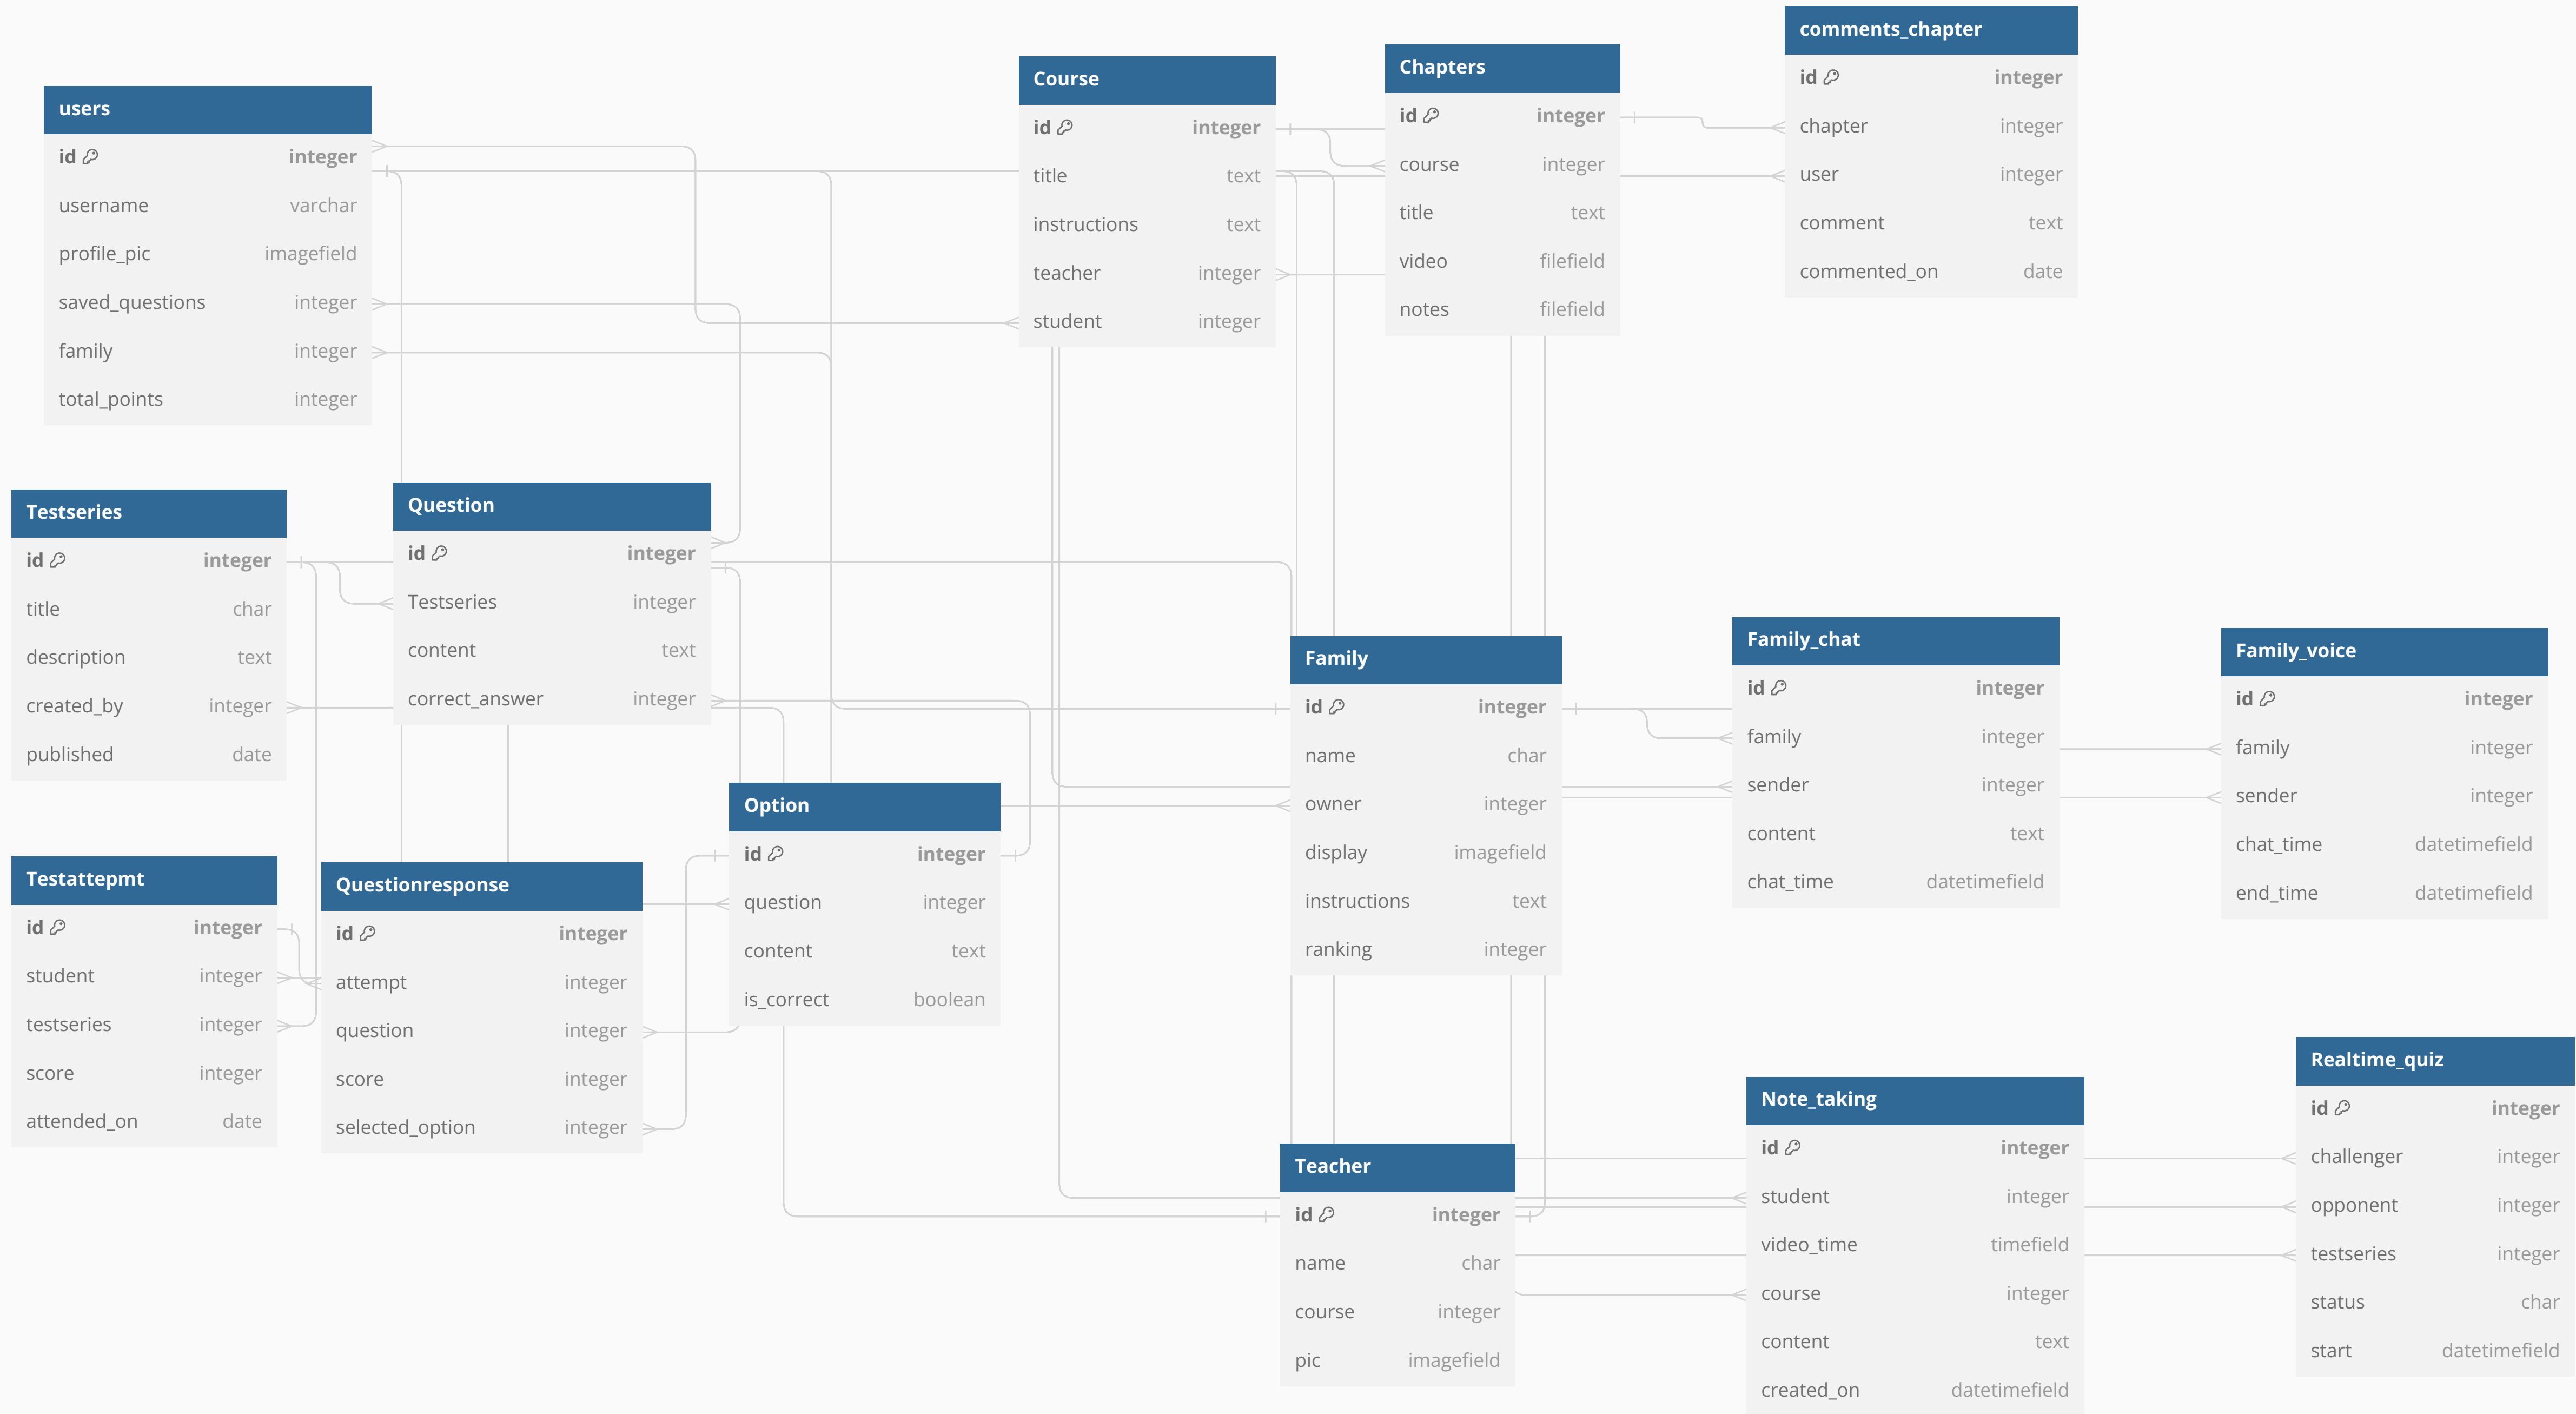 users
id integer
username varchar
profile_pic imagefield
saved_questions integer
family integer
total_points integer
Course
id integer
title text
instructions text
teacher integer
student integer
Chapters
id integer
course integer
title text
video filefield
notes filefield
comments_chapter
id integer
chapter integer
user integer
comment text
commented_on date
Testseries
id integer
title char
description text
created_by integer
published date
Question
id integer
Testseries integer
content text
correct_answer integer
Family
id integer
name char
owner integer
display imagefield
instructions text
ranking integer
Family_chat
id integer
family integer
sender integer
content text
chat_time datetimefield
Family_voice
id integer
family integer
sender integer
chat_time datetimefield
end_time datetimefield
Testattepmt
id integer
student integer
testseries integer
score integer
attended_on date
Questionresponse
id integer
attempt integer
question integer
score integer
selected_option integer
Option
id integer
question integer
content text
is_correct boolean
Teacher
id integer
name char
course integer
pic imagefield
Note_taking
id integer
student integer
video_time timefield
course integer
content text
created_on datetimefield
Realtime_quiz
id integer
challenger integer
opponent integer
testseries integer
status char
start datetimefield